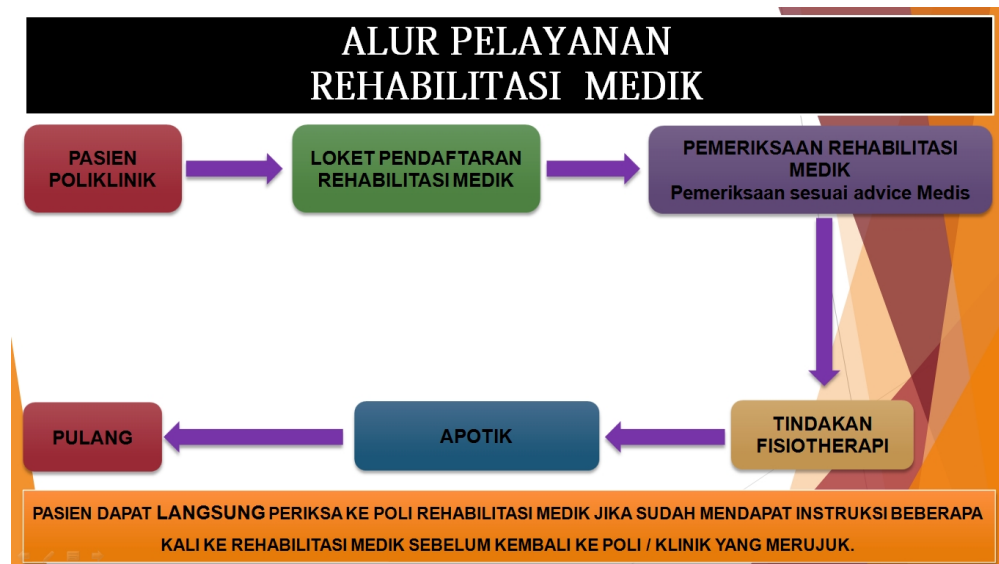 ALUR PELAYANAN
REHABILITASI MEDIK
PASIEN
POLIKLINIK
LOKET PENDAFTARAN
REHABILITASI MEDIK
PEMERIKSAAN REHABILITASI
MEDIK
Pemeriksaan sesuai advice Medis
TINDAKAN
FISIOTHERAPI
APOTIK
PULANG
PASIEN DAPAT LANGSUNG PERIKSA KE POLI REHABILITASI MEDIK JIKA SUDAH MENDAPAT INSTRUKSI BEBERAPA
KALI KE REHABILITASI MEDIK SEBELUM KEMBALI KE POLI / KLINIK YANG MERUJUK.